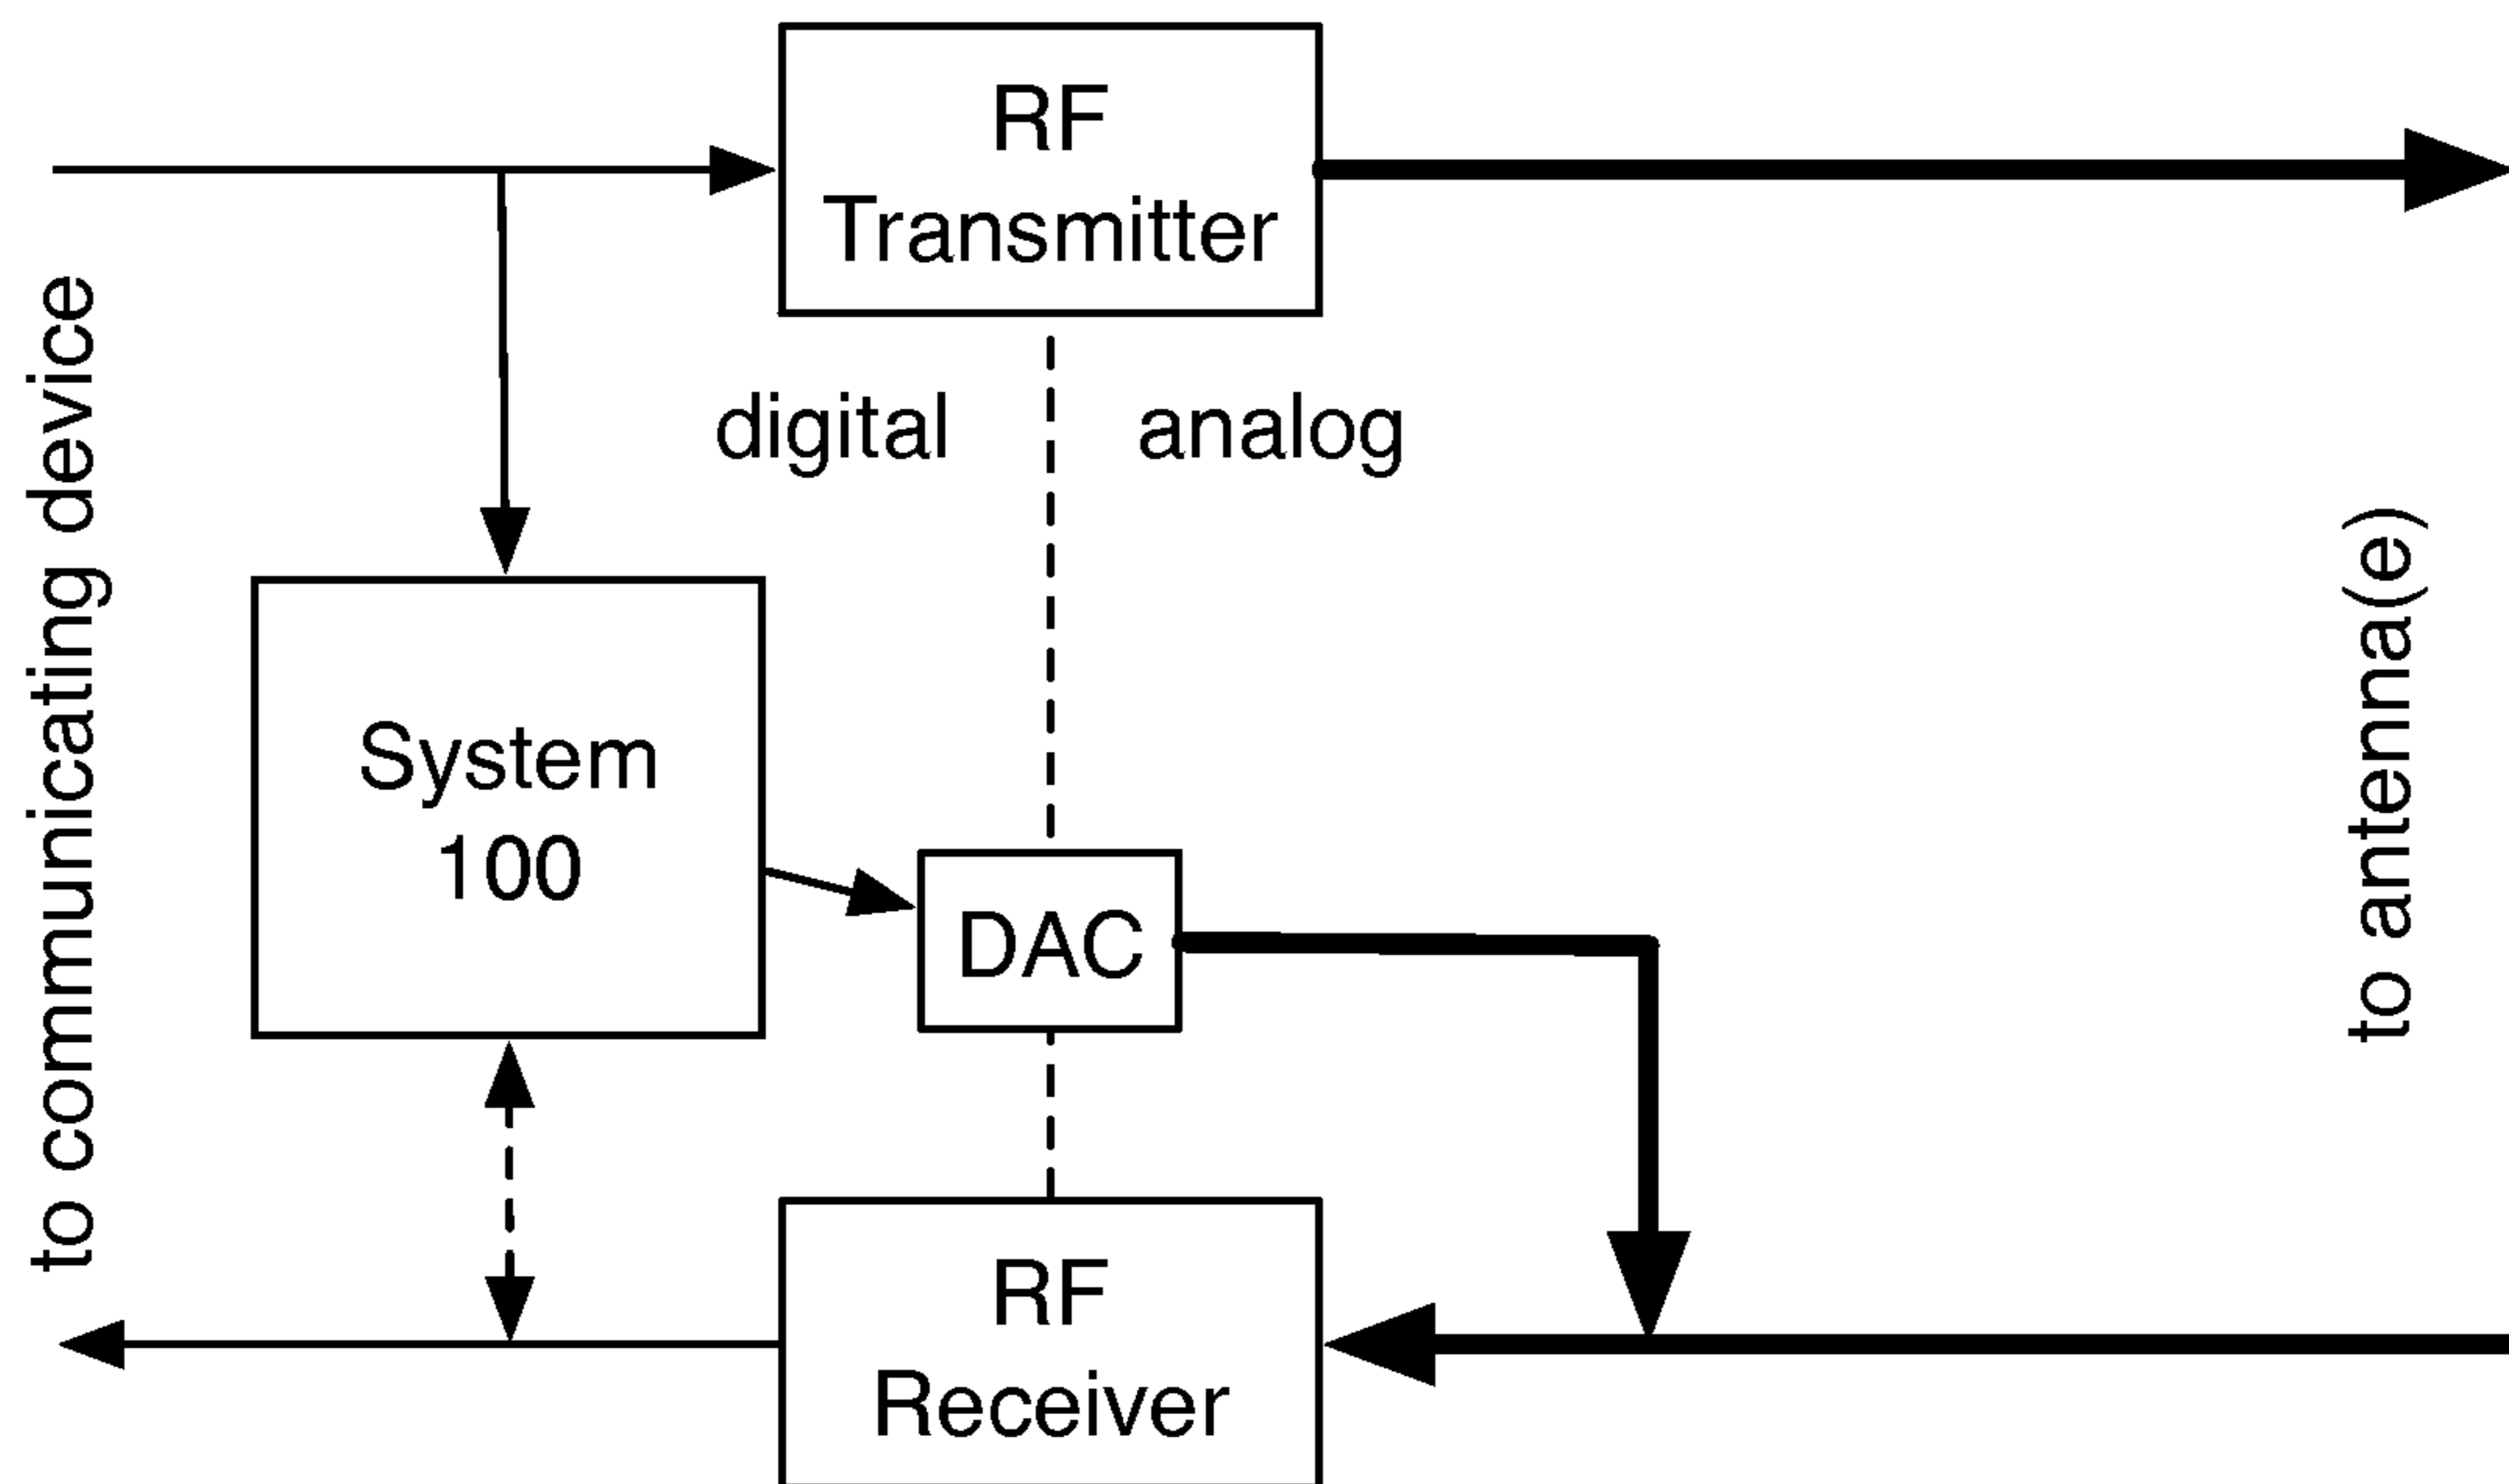 RF
Transmitter
to communicating device
digital
analog
to antenna(e)
System
100
DAC
RF
Receiver